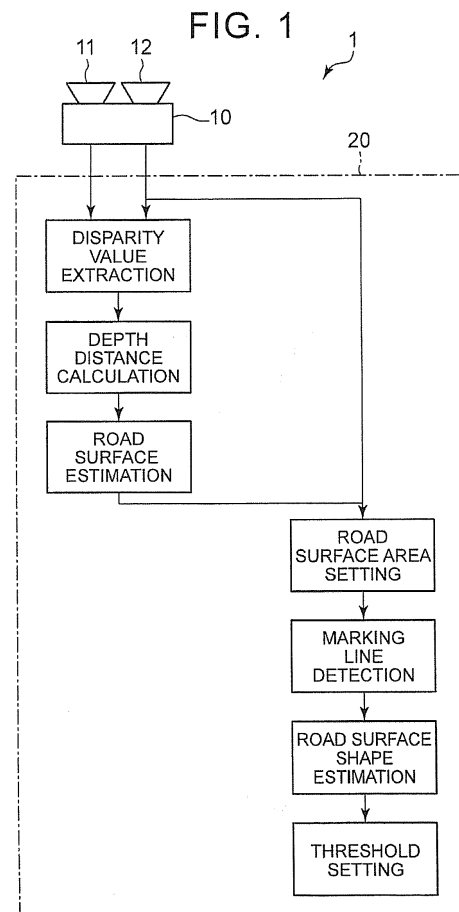 FIG. 1
11
12
1
10
20
DISPARITY
VALUE
EXTRACTION
DEPTH
DISTANCE
CALCULATION
ROAD
SURFACE
ESTIMATION
ROAD
SURFACE AREA
SETTING
MARKING
LINE
DETECTION
ROAD SURFACE
SHAPE
ESTIMATION
THRESHOLD
SETTING